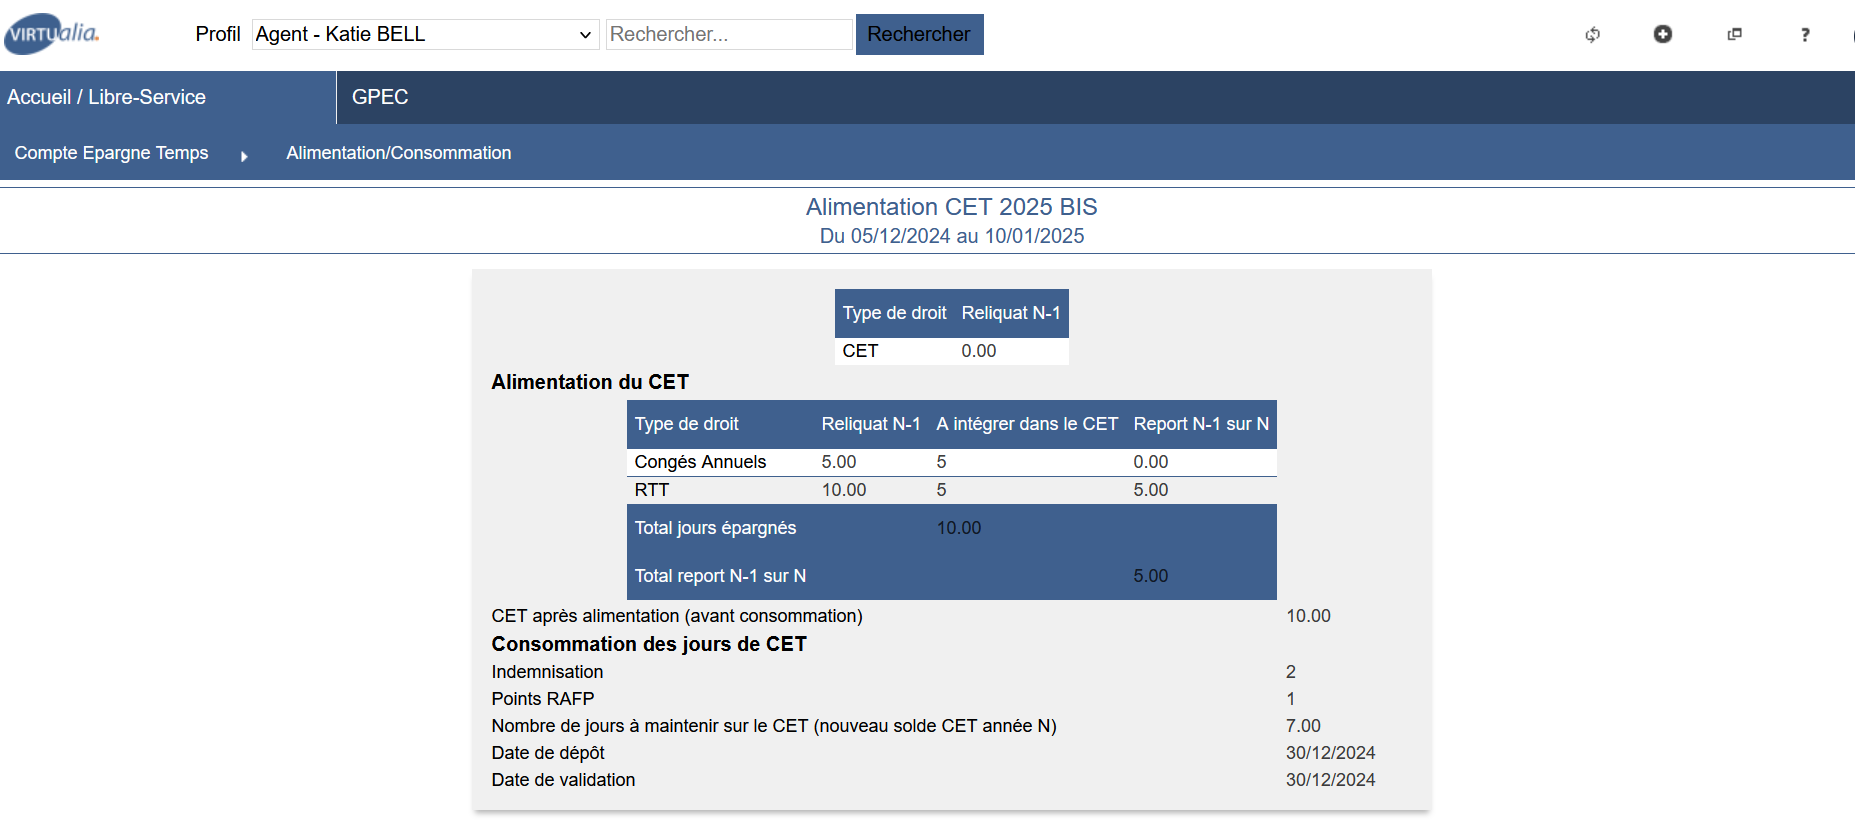 VIRTUalia.
Profil Agent - Katie BELL Rechercher... Rechercher ?
Accueil / Libre-Service GPEC
Compte Epargne Temps Alimentation/Consommation
Alimentation CET 2025 BIS
Du 05/12/2024 au 10/01/2025
Type de droit Reliquat N-1
CET 0.00
Alimentation du CET
Type de droit Reliquat N-1 A intégrer dans le CET Report N-1 sur N
Congés Annuels 5.00 5 0.00
RTT 10.00 5 5.00
Total jours épargnés 10.00
Total report N-1 sur N 5.00
CET après alimentation (avant consommation) 10.00
Consommation des jours de CET
Indemnisation 2
Points RAFP 1
Nombre de jours à maintenir sur le CET (nouveau solde CET année N) 7.00
Date de dépôt 30/12/2024
Date de validation 30/12/2024